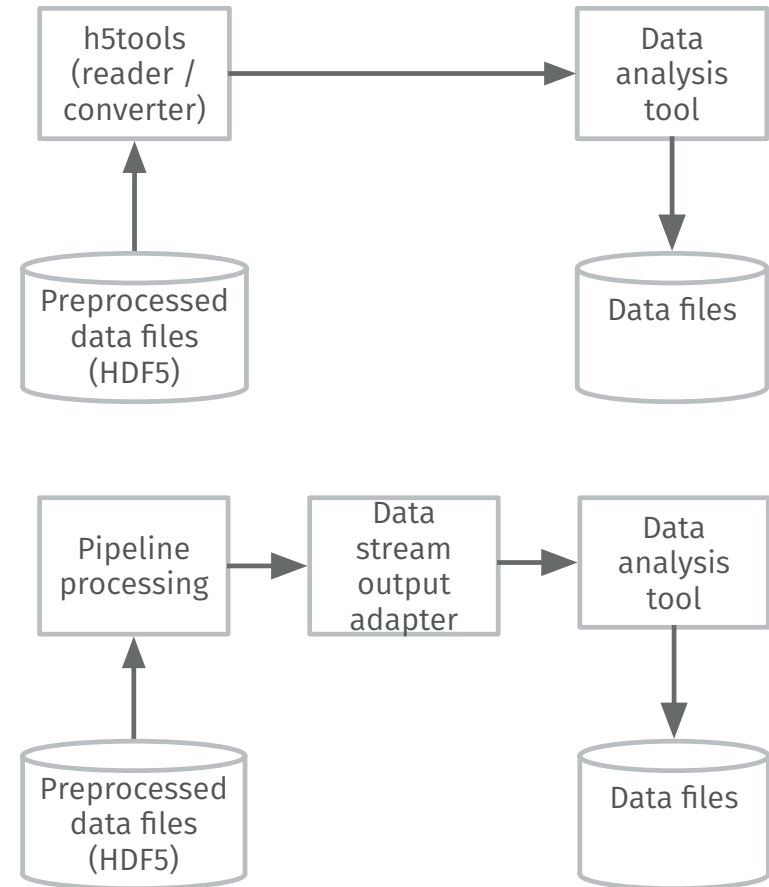 h5tools
(reader /
converter)
Data
analysis
tool
Preprocessed
data files
(HDF5)
Data files
Pipeline
processing
Data
stream
output
adapter
Data
analysis
tool
Preprocessed
data files
(HDF5)
Data files